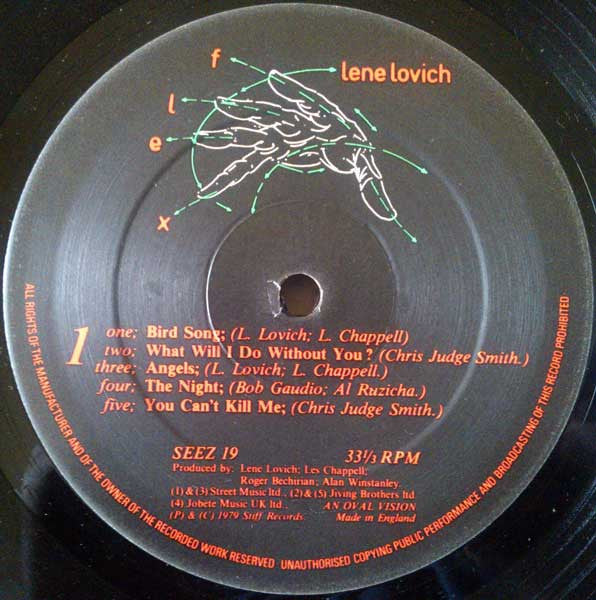 f
lene lovich
l
e
x
1
one; Bird Song; (L. Lovich; L. Chappell)
two; What Will I Do Without You? (Chris Judge Smith.)
three; Angels; (L. Lovich; L. Chappell.)
four; The Night; (Bob Gaudio; Al Ruzicha.)
five; You Can't Kill Me; (Chris Judge Smith.)
SEEZ 19 33⅓ RPM
Produced by: Lene Lovich; Les Chappell;
Roger Bechirian; Alan Winstanley.
(1) & (3) Street Music ltd., (2) & (5) Jiving Brothers ltd
(4) Jobete Music UK ltd.. AN OVAL VISION
(P) & (C) 1979 Stiff Records. Made in England
ALL RIGHTS OF THE MANUFACTURER AND OF THE OWNER OF THE RECORDED WORK RESERVED · UNAUTHORISED COPYING PUBLIC PERFORMANCE AND BROADCASTING OF THIS RECORD PROHIBITED